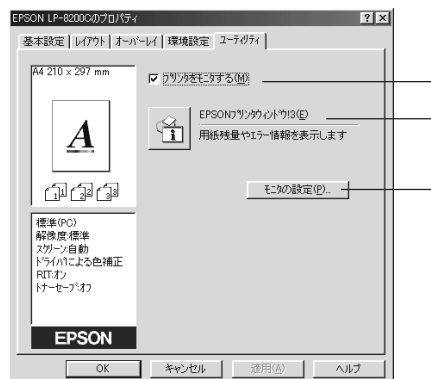 EPSON LP-8200Cのプロパティ
基本設定 レイアウト オーバーレイ 環境設定 ユーティリティ
A4 210 x 297 mm
プリンタをモニタする(M)
EPSONプリンタウィンドウ!3(E)
用紙残量やエラー情報を表示します
A
1 1 2 2 3 3
モニタの設定(P)...
標準(PC)
解像度:標準
スクリーン:自動
ドライバによる色補正
RIT:オン
トナーセーブ:オフ
EPSON
OK キャンセル 適用(A) ヘルプ